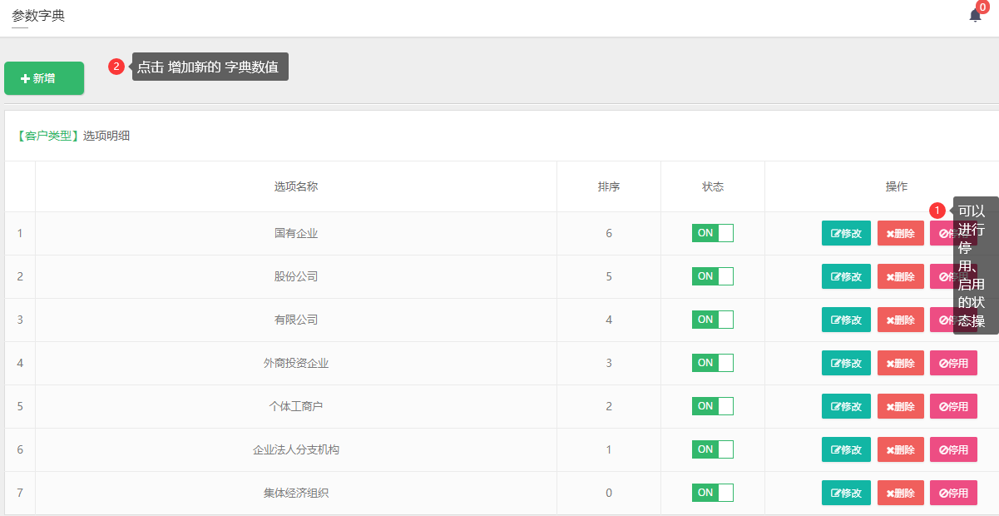 参数字典
0
新增
2
点击 增加新的 字典数值
【客户类型】选项明细
选项名称 排序 状态 操作
1
可以
进行
停
用、
启用
的状
态操
1 国有企业 6 ON 修改 删除
2 股份公司 5 ON 修改 删除
3 有限公司 4 ON 修改 删除
4 外商投资企业 3 ON 修改 删除 停用
5 个体工商户 2 ON 修改 删除 停用
6 企业法人分支机构 1 ON 修改 删除 停用
7 集体经济组织 0 ON 修改 删除 停用